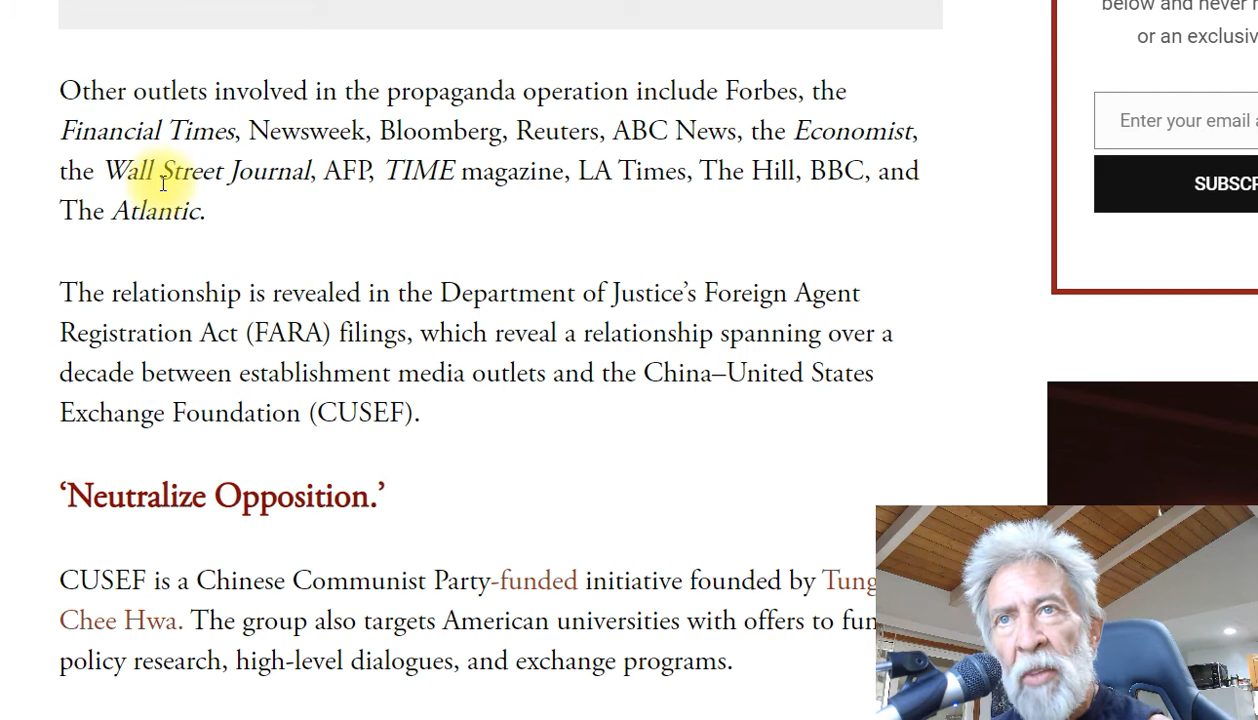 below and never
or an exclusiv
Other outlets involved in the propaganda operation include Forbes, the
Financial Times, Newsweek, Bloomberg, Reuters, ABC News, the Economist,
Enter your email
the Wall Street Journal, AFP, TIME magazine, LA Times, The Hill, BBC, and
SUBSCR
The Atlantic.
The relationship is revealed in the Department of Justice’s Foreign Agent
Registration Act (FARA) filings, which reveal a relationship spanning over a
decade between establishment media outlets and the China–United States
Exchange Foundation (CUSEF).
‘Neutralize Opposition.’
CUSEF is a Chinese Communist Party-funded initiative founded by Tung
Chee Hwa. The group also targets American universities with offers to fun
policy research, high-level dialogues, and exchange programs.